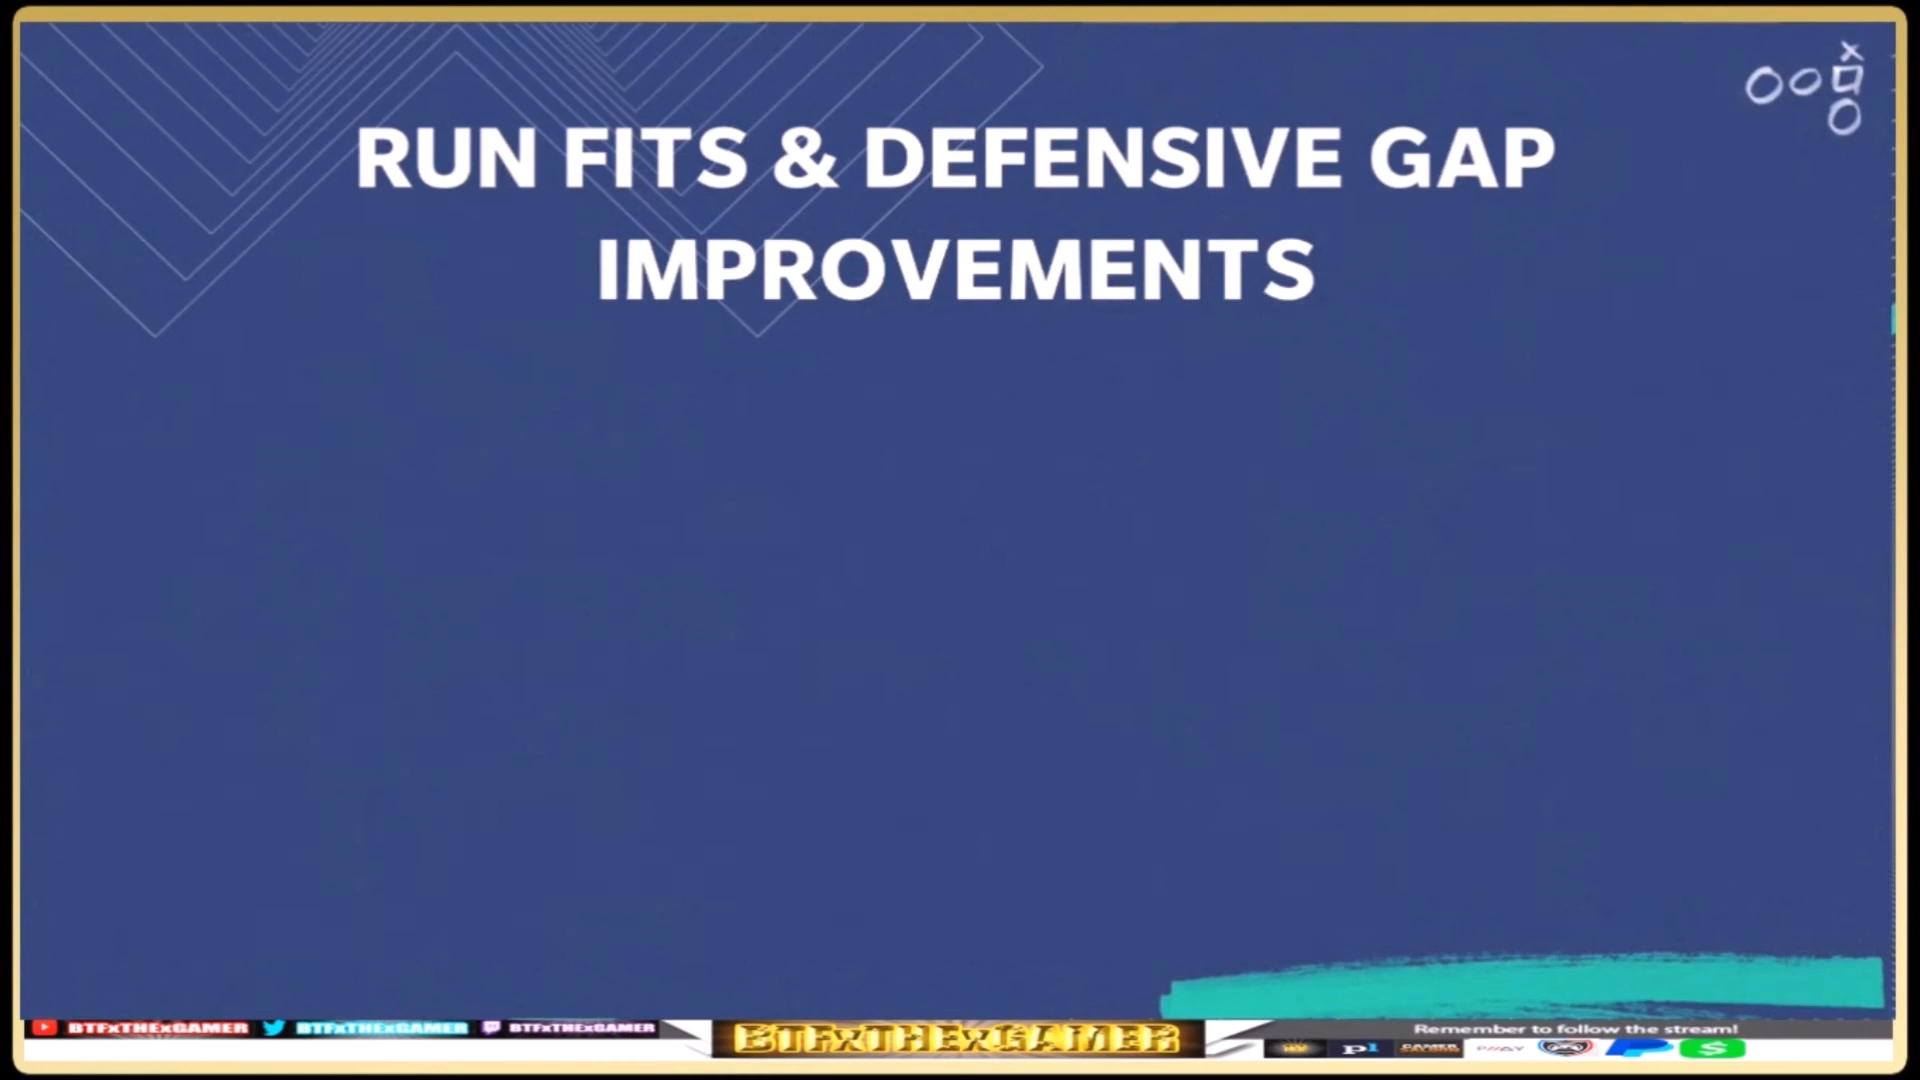 RUN FITS & DEFENSIVE GAP
IMPROVEMENTS
BTFxTHExGAMER
BTFxTHExGAMER
BTFxTHExGAMER
BTFxTHExGAMER
Remember to follow the stream!